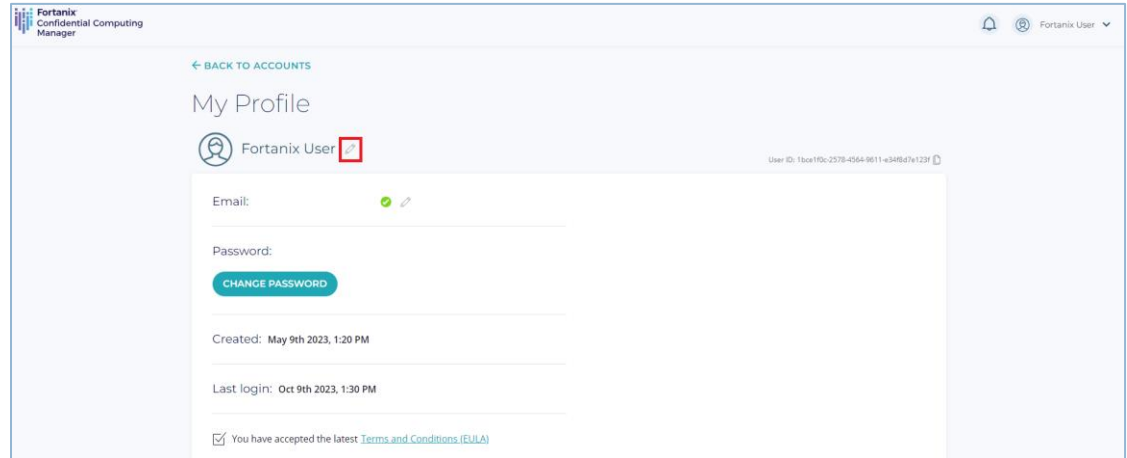 Fortanix
Confidential Computing
Manager
Fortanix User
← BACK TO ACCOUNTS
My Profile
Fortanix User
User ID: 1bce1f0c-2578-4564-9611-e34f8d7e123f
Email:
Password:
CHANGE PASSWORD
Created: May 9th 2023, 1:20 PM
Last login: Oct 9th 2023, 1:30 PM
You have accepted the latest Terms and Conditions (EULA)